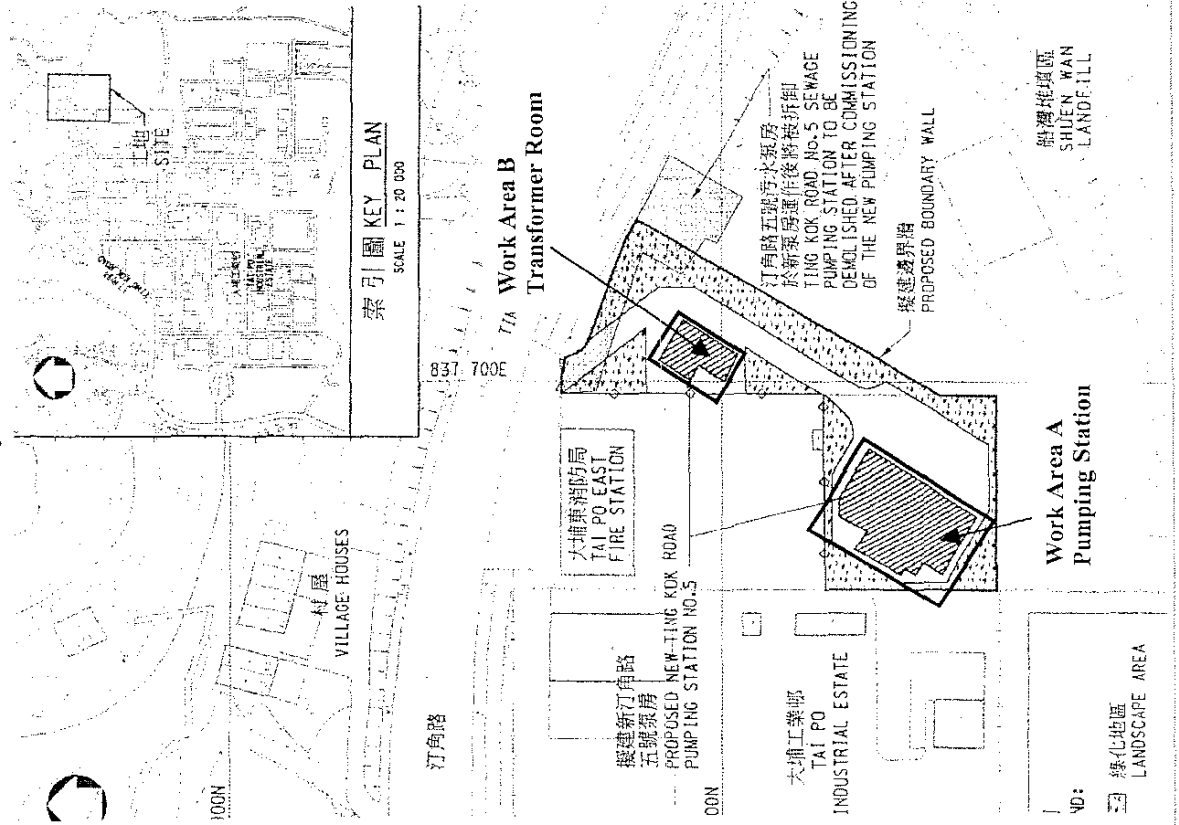 工地
SITE
大埔工業邨
TAI PO
INDUSTRIAL
ESTATE
TING KOK ROAD
索引圖 KEY PLAN
SCALE 1 : 20 000
837 700E
Work Area B
Transformer Room
汀角路五號污水泵房
於新泵房運作後將被拆卸
TING KOK ROAD No.5 SEWAGE
PUMPING STATION TO BE
DEMOLISHED AFTER COMMISSIONING
OF THE NEW PUMPING STATION
擬建邊界牆
PROPOSED BOUNDARY WALL
船灣堆填區
SHUEN WAN
LANDFILL
村屋
VILLAGE HOUSES
大埔東消防局
TAI PO EAST
FIRE STATION
汀角路
擬建新汀角路
五號泵房
PROPOSED NEW TING KOK ROAD
PUMPING STATION NO.5
大埔工業邨
TAI PO
INDUSTRIAL ESTATE
Work Area A
Pumping Station
00N
00N
ND:
綠化地區
LANDSCAPE AREA